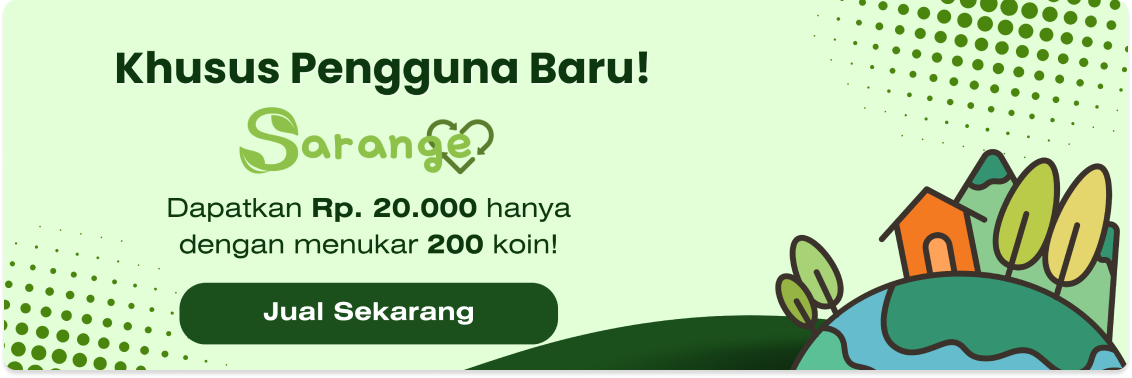 Khusus Pengguna Baru!
Sarange
Dapatkan Rp. 20.000 hanya
dengan menukar 200 koin!
Jual Sekarang